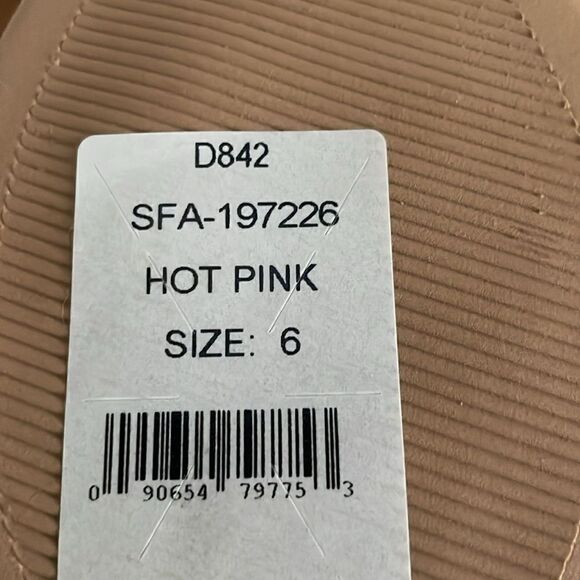 D842
SFA-197226
HOT PINK
SIZE: 6
0 90654 79775 3